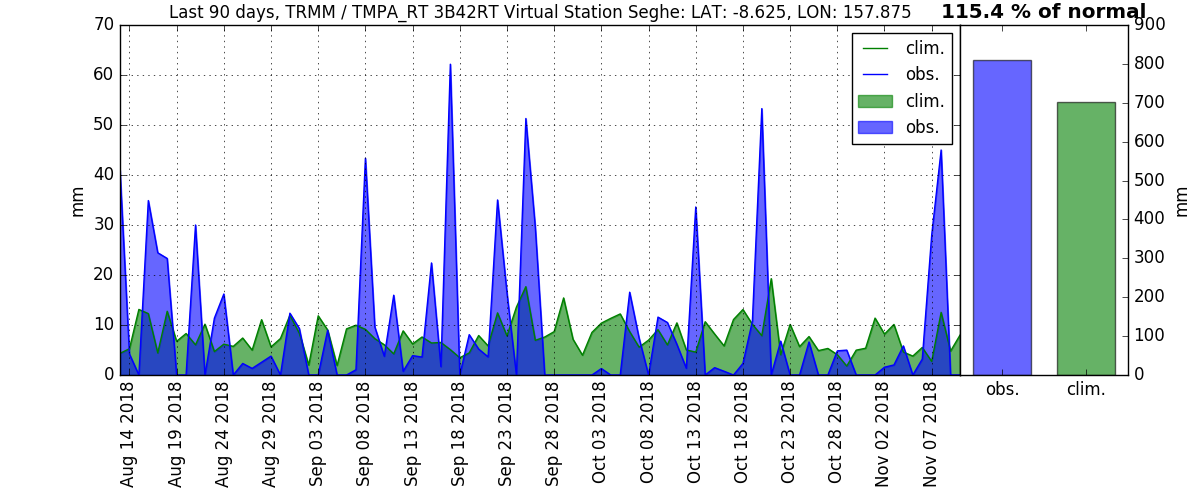 Last 90 days, TRMM / TMPA_RT 3B42RT Virtual Station Seghe: LAT: -8.625, LON: 157.875
115.4 % of normal
70
60
50
40
30
20
10
0
mm
clim.
obs.
clim.
obs.
900
800
700
600
500
400
300
200
100
0
mm
obs.
clim.
Aug 14 2018
Aug 19 2018
Aug 24 2018
Aug 29 2018
Sep 03 2018
Sep 08 2018
Sep 13 2018
Sep 18 2018
Sep 23 2018
Sep 28 2018
Oct 03 2018
Oct 08 2018
Oct 13 2018
Oct 18 2018
Oct 23 2018
Oct 28 2018
Nov 02 2018
Nov 07 2018